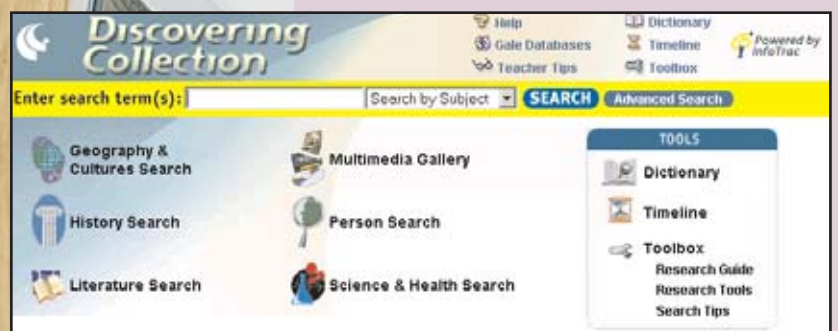 Discovering
Collection
Help
Gale Databases
Teacher Tips
Dictionary
Timeline
Toolbox
Powered by
InfoTrac
Enter search term(s):
Search by Subject
SEARCH
Advanced Search
Geography &
Cultures Search
Multimedia Gallery
History Search
Person Search
Literature Search
Science & Health Search
TOOLS
Dictionary
Timeline
Toolbox
Research Guide
Research Tools
Search Tips